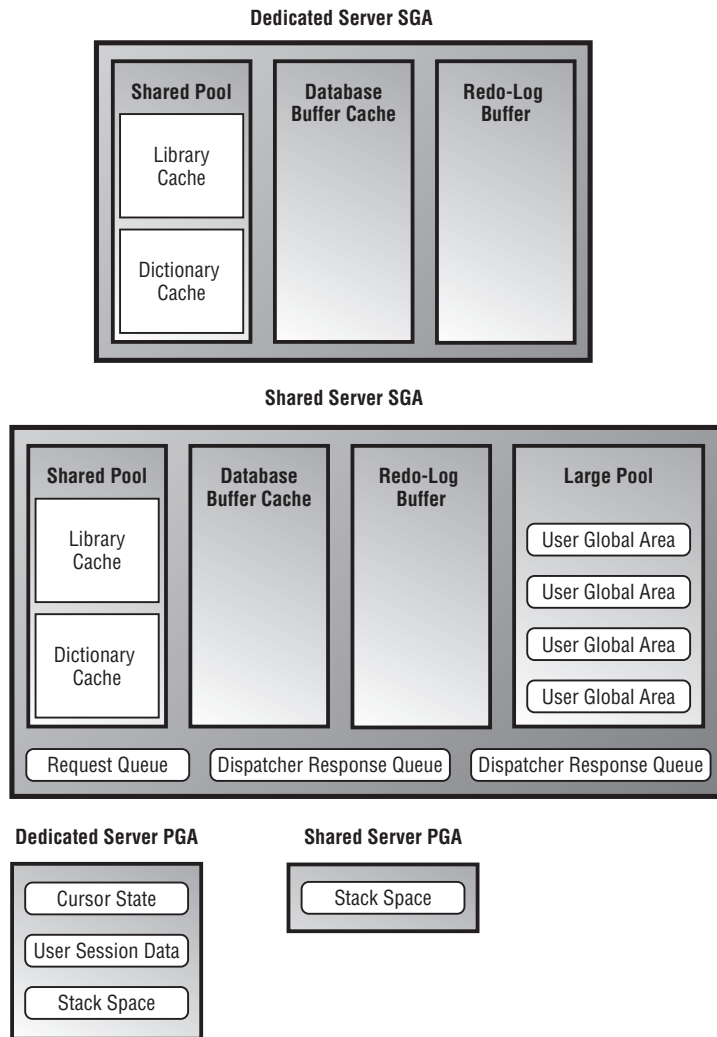 Dedicated Server SGA
Shared Pool
Library
Cache
Dictionary
Cache
Database
Buffer Cache
Redo-Log
Buffer
Shared Server SGA
Shared Pool
Library
Cache
Dictionary
Cache
Database
Buffer Cache
Redo-Log
Buffer
Large Pool
User Global Area
User Global Area
User Global Area
User Global Area
Request Queue
Dispatcher Response Queue
Dispatcher Response Queue
Dedicated Server PGA
Cursor State
User Session Data
Stack Space
Shared Server PGA
Stack Space